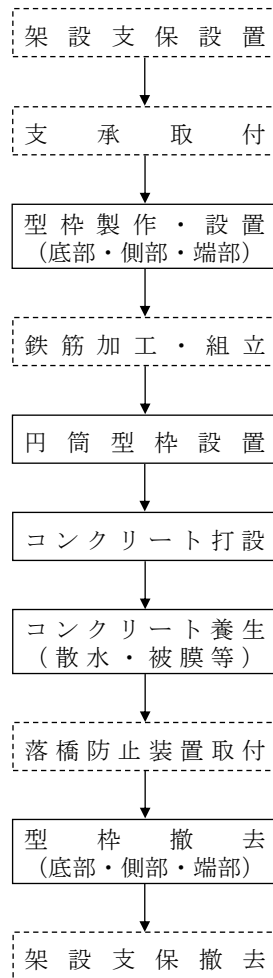 架設支保設置
支承取付
型枠製作・設置
(底部・側部・端部)
鉄筋加工・組立
円筒型枠設置
コンクリート打設
コンクリート養生
(散水・被膜等)
落橋防止装置取付
型枠撤去
(底部・側部・端部)
架設支保撤去